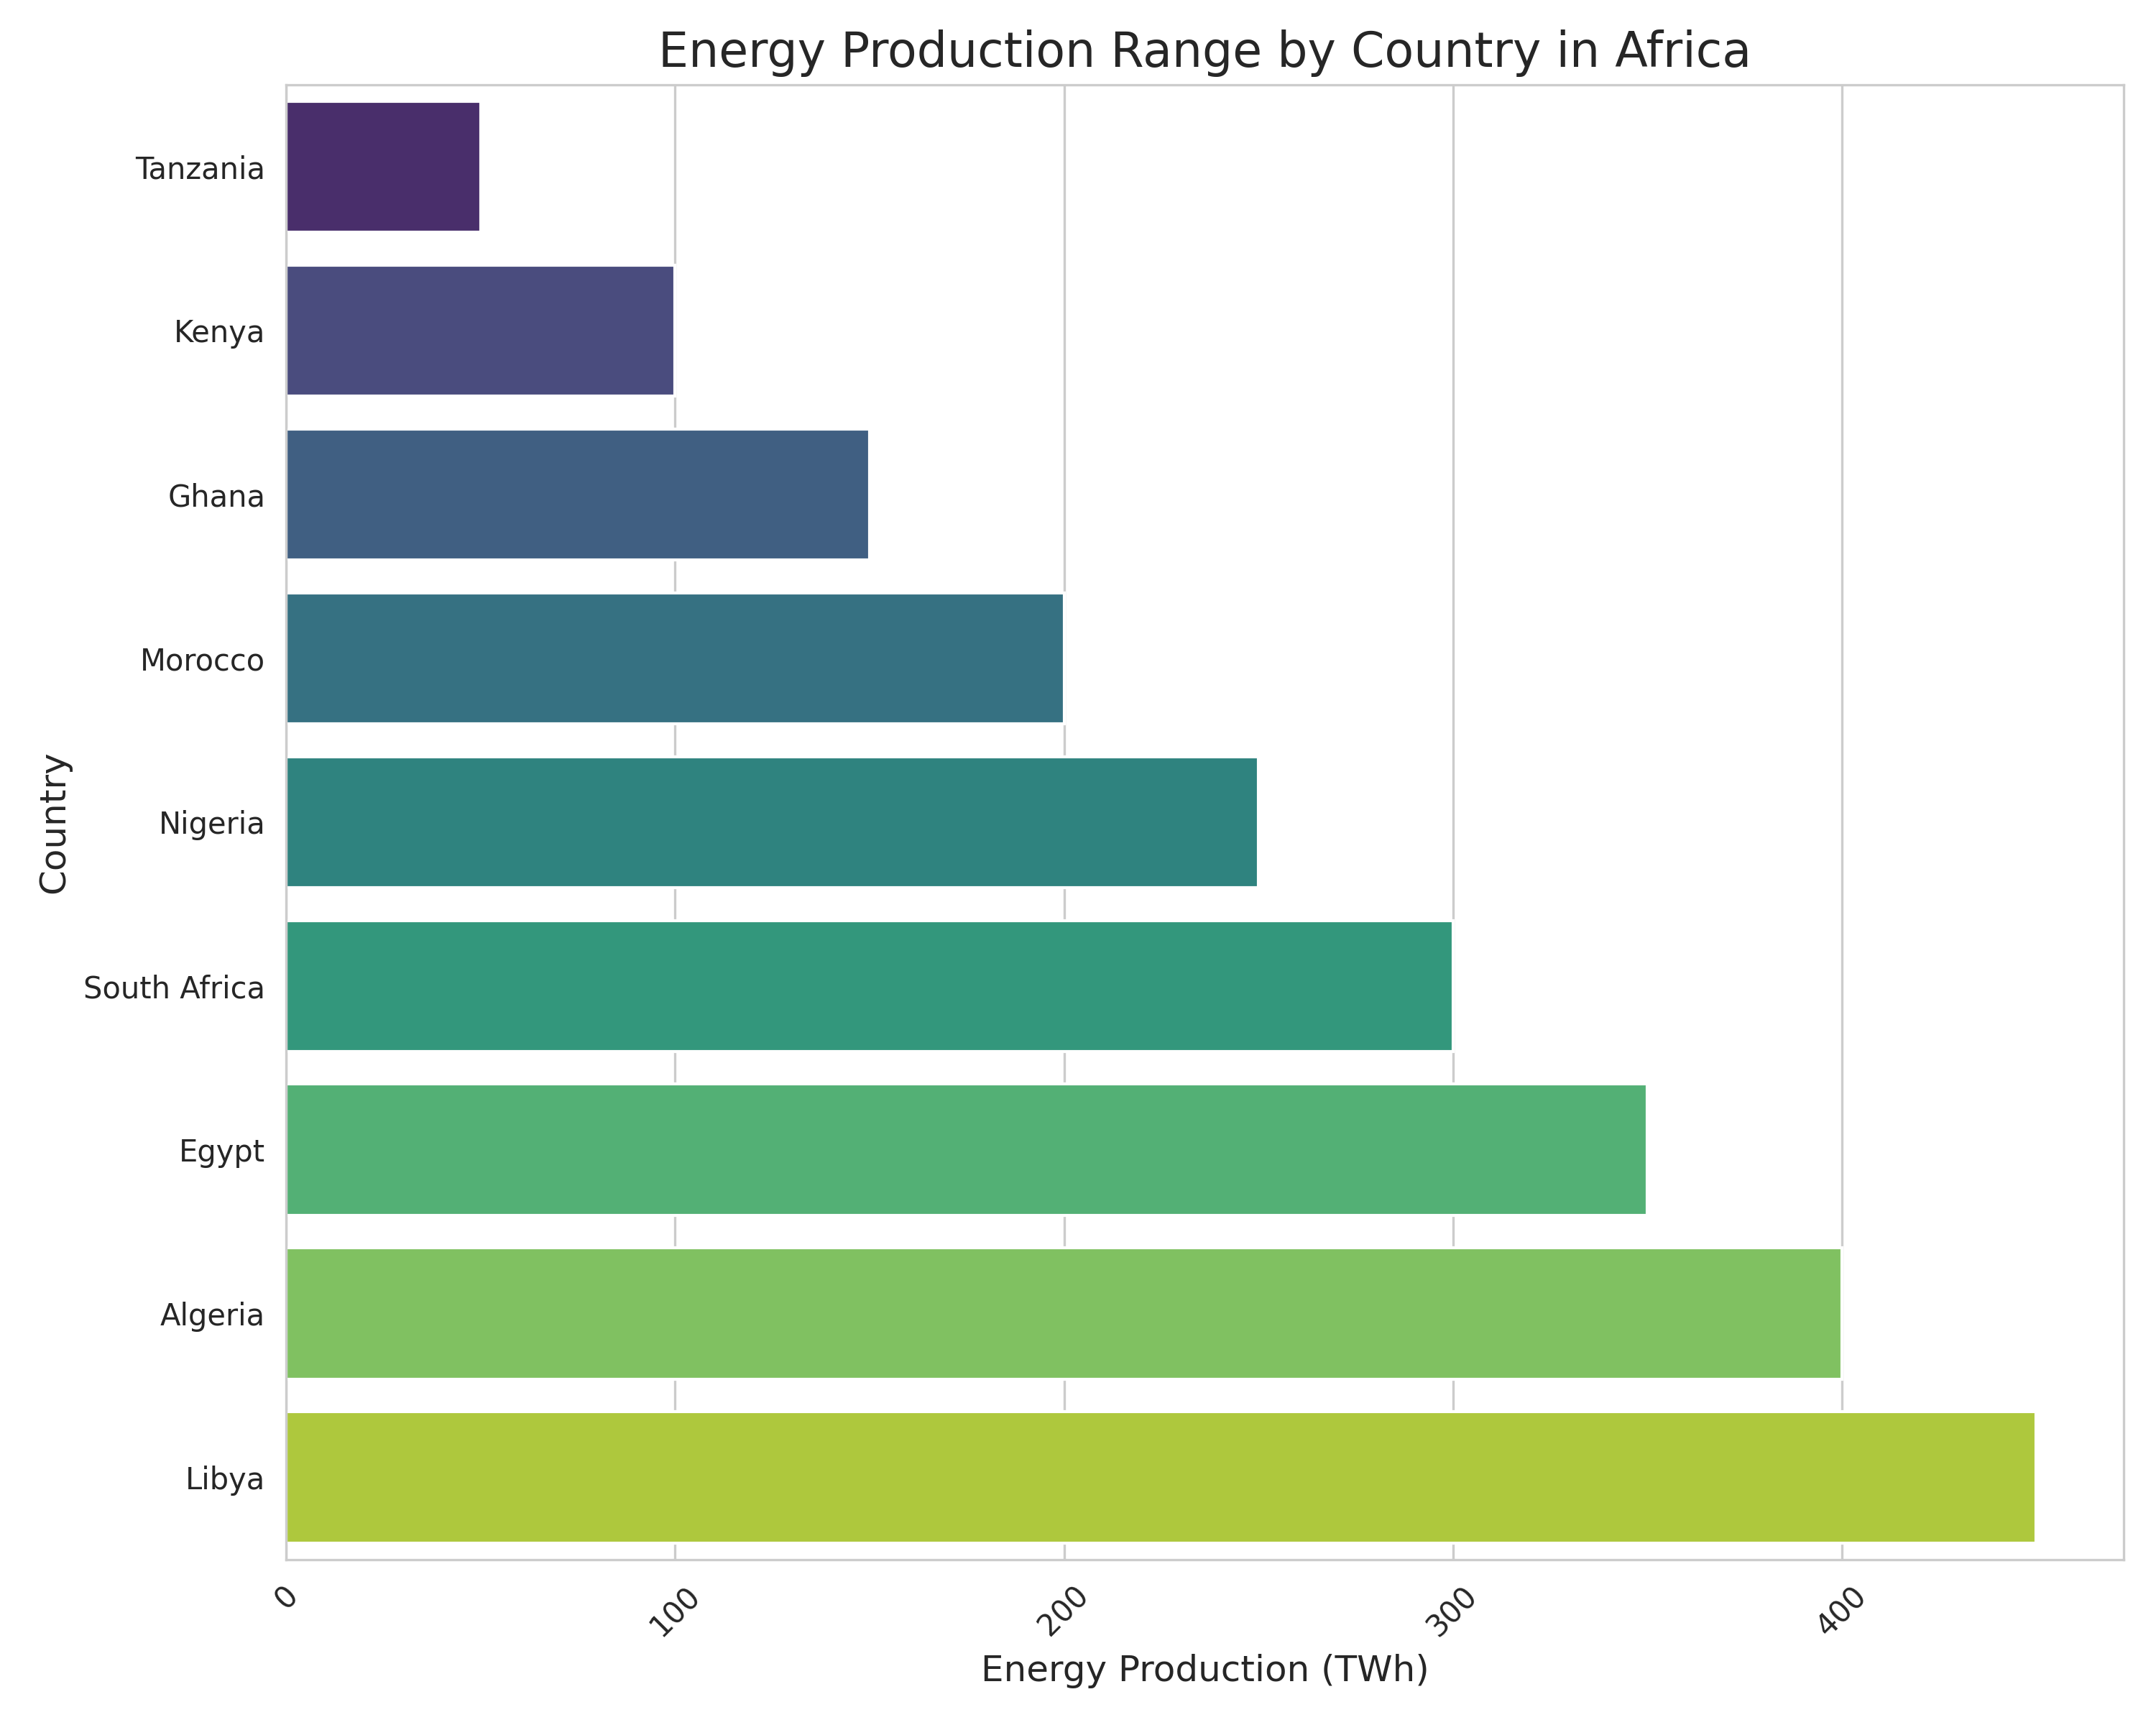 Energy Production Range by Country in Africa
Country
Tanzania
Kenya
Ghana
Morocco
Nigeria
South Africa
Egypt
Algeria
Libya
0
100
200
300
400
Energy Production (TWh)